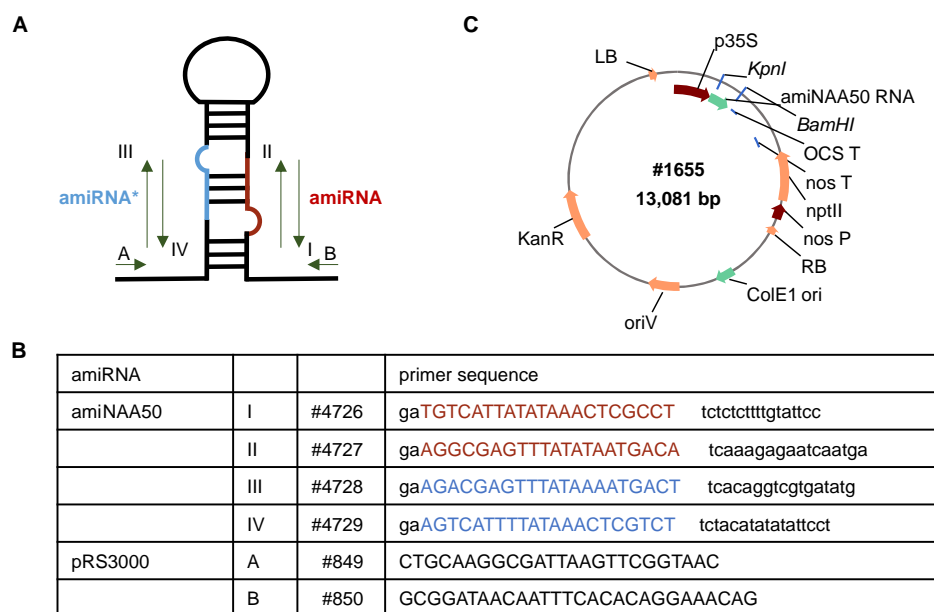 A
III
II
amiRNA*
amiRNA
A
IV
I
B
C
p35S
LB
KpnI
amiNAA50 RNA
BamHI
OCS T
#1655
13,081 bp
nos T
nptII
nos P
KanR
RB
ColE1 ori
oriV
B
amiRNA primer sequence
amiNAA50 I #4726 gaTGTCATTATATAAACTCGCCT tctctcttttgtattcc
II #4727 gaAGGCGAGTTTATATAATGACA tcaaagagaatcaatga
III #4728 gaAGACGAGTTTATAAAATGACT tcacaggtcgtgatatg
IV #4729 gaAGTCATTTTATAAACTCGTCT tctacatatatattcct
pRS3000 A #849 CTGCAAGGCGATTAAGTTCGGTAAC
B #850 GCGGATAACAATTTCACACAGGAAACAG